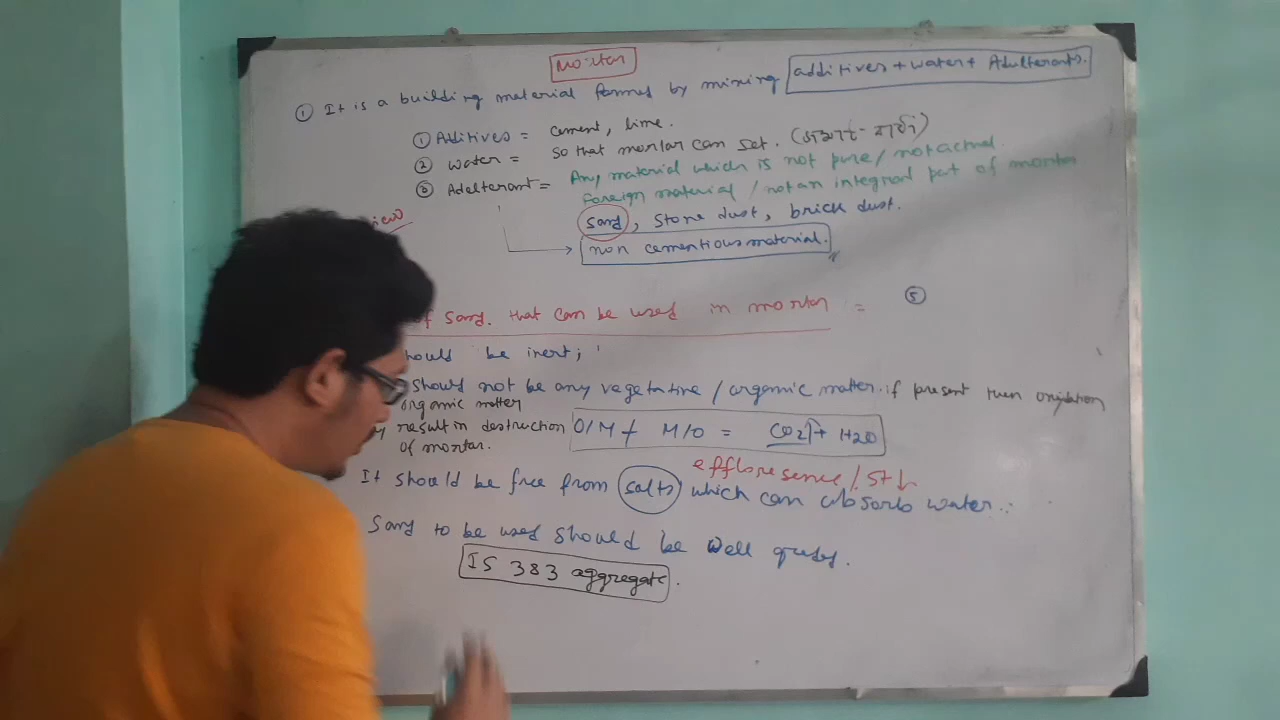 Mortar
① It is a building material formed by mixing additives + water + Adulterants.
① Additives = cement, lime.
② water = so that mortar can set.
③ Adulterant = Any material which is not pure / not actual
Foreign material / not an integral part of mortar
Sand, stone dust, brick dust.
non cementious material.
view
of sand. that can be used in mortar = ⑤
hould be inert;
should not be any vegetative / organic matter. if present then oxidation
organic matter
y result in destruction
of mortar.
O/M + M/O = CO2↑ + H2O
efflorescence / St↓
It should be free from salts which can absorb water.
Sand to be used should be well
IS 383 aggregate.